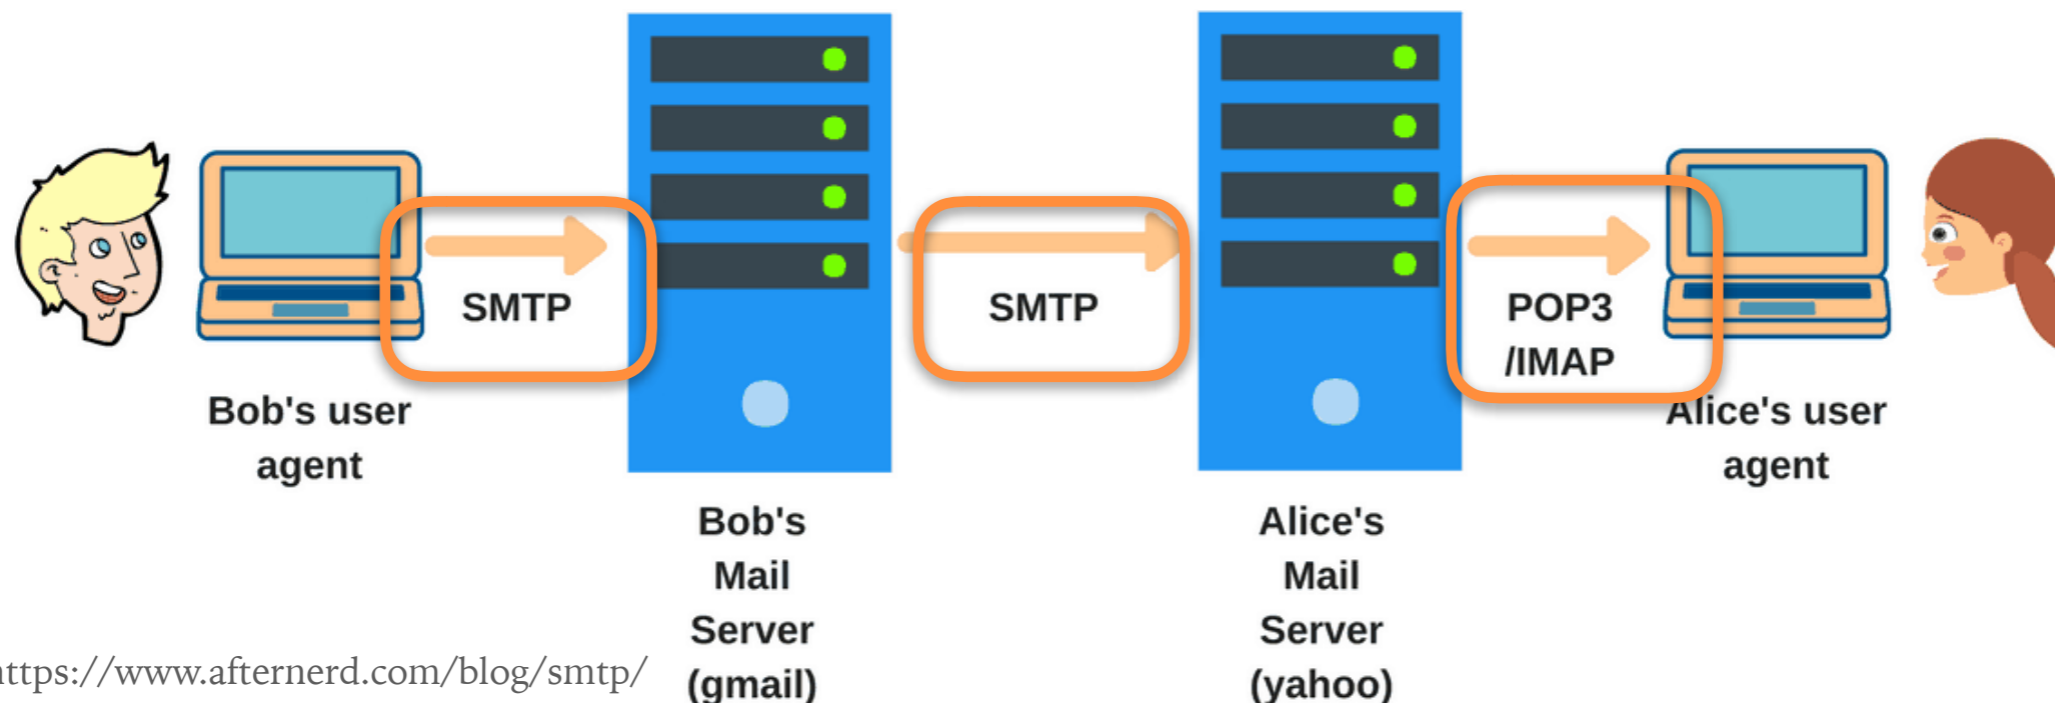 SMTP
SMTP
POP3
/IMAP
Bob's user
agent
Alice's user
agent
Bob's
Mail
Server
(gmail)
Alice's
Mail
Server
(yahoo)
https://www.afternerd.com/blog/smtp/